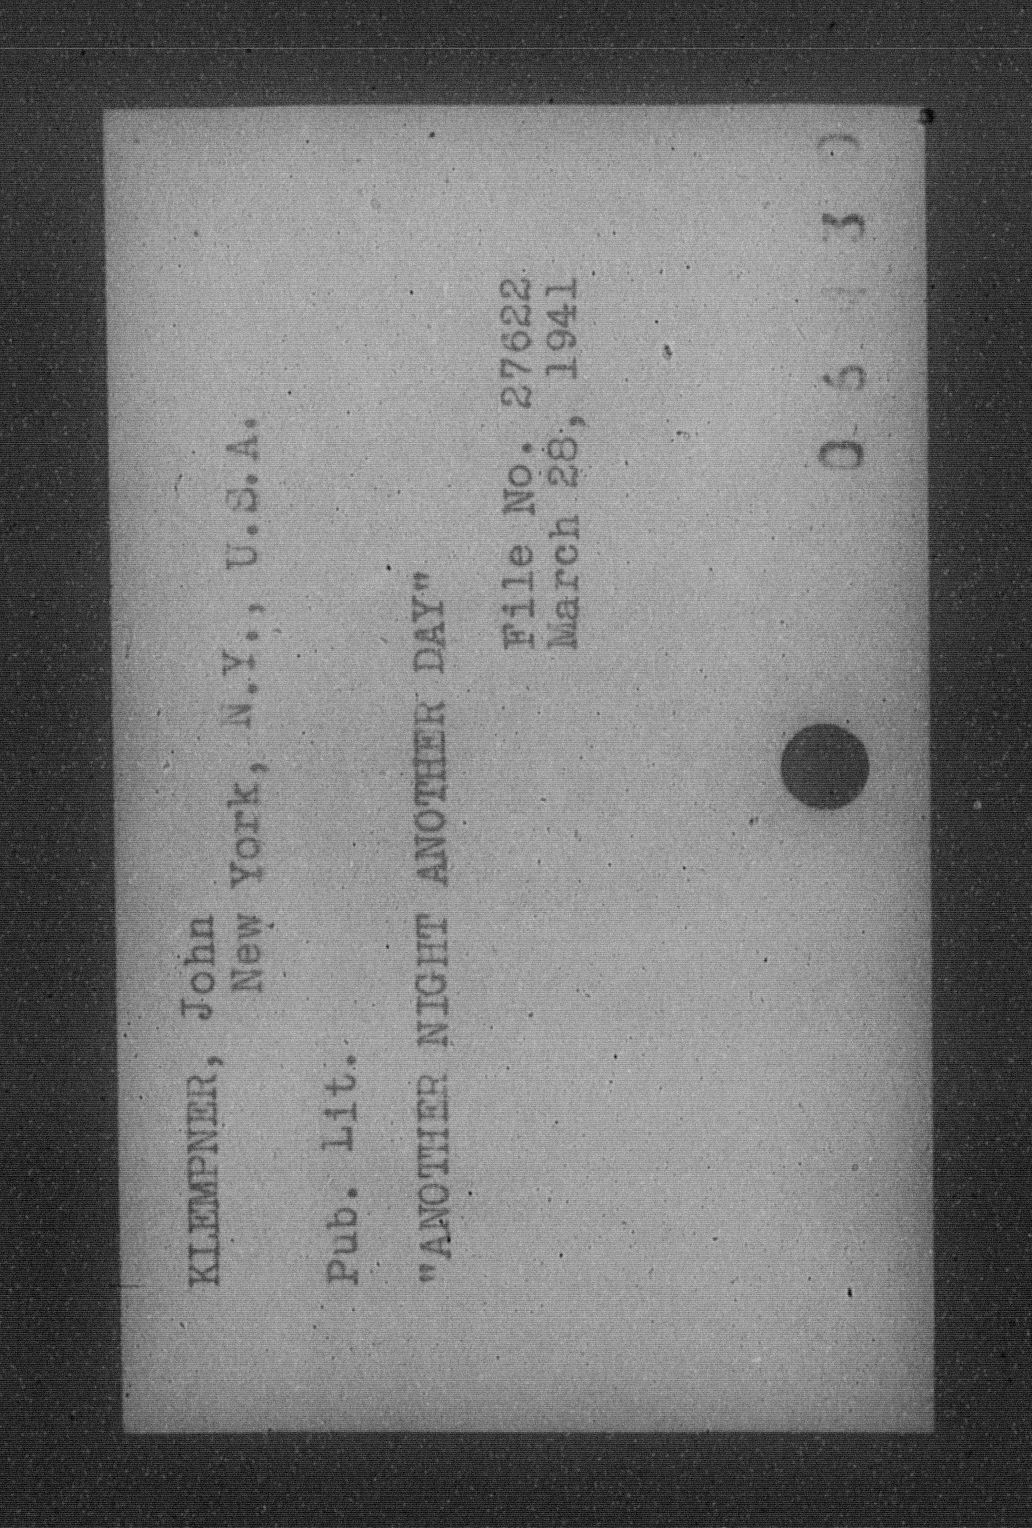 KLEMPNER, John
New York, N.Y., U.S.A.
Pub. Lit.
"ANOTHER NIGHT ANOTHER DAY"
File No. 27622
March 28, 1941